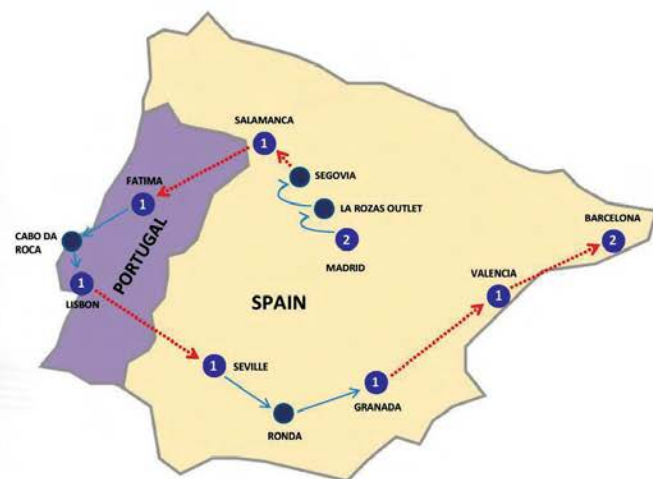 SALAMANCA
1
SEGOVIA
FATIMA
1
LA ROZAS OUTLET
BARCELONA
2
CABO DA
ROCA
2
MADRID
PORTUGAL
VALENCIA
1
1
LISBON
SPAIN
1
SEVILLE
1
GRANADA
RONDA